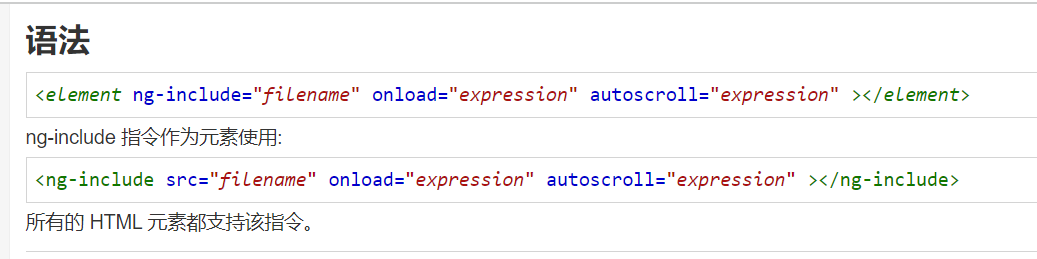 语法
<element ng-include="filename" onload="expression" autoscroll="expression" ></element>
ng-include 指令作为元素使用:
<ng-include src="filename" onload="expression" autoscroll="expression" ></ng-include>
所有的 HTML 元素都支持该指令。